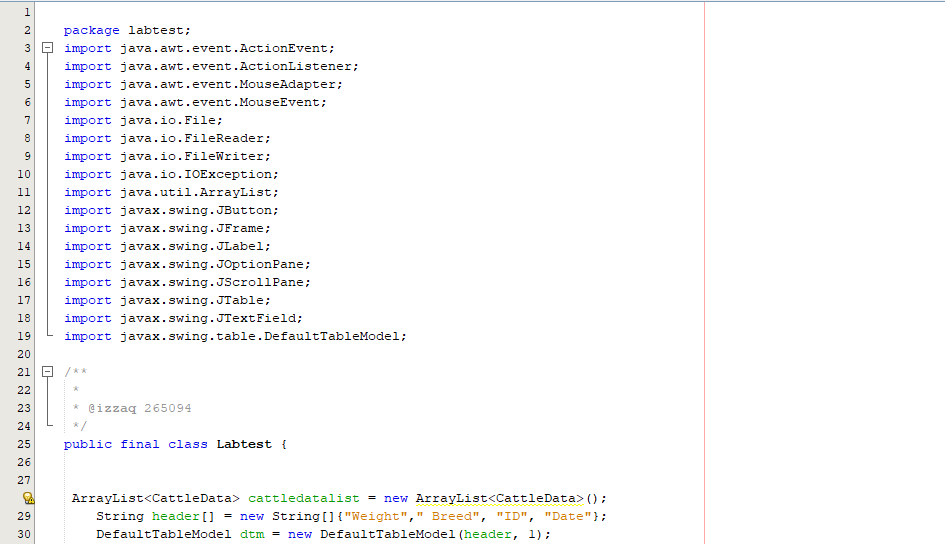 1
2 package labtest;
3 import java.awt.event.ActionEvent;
4 import java.awt.event.ActionListener;
5 import java.awt.event.MouseAdapter;
6 import java.awt.event.MouseEvent;
7 import java.io.File;
8 import java.io.FileReader;
9 import java.io.FileWriter;
10 import java.io.IOException;
11 import java.util.ArrayList;
12 import javax.swing.JButton;
13 import javax.swing.JFrame;
14 import javax.swing.JLabel;
15 import javax.swing.JOptionPane;
16 import javax.swing.JScrollPane;
17 import javax.swing.JTable;
18 import javax.swing.JTextField;
19 import javax.swing.table.DefaultTableModel;
20
21 /**
22 *
23 * @izzaq 265094
24 */
25 public final class Labtest {
26
27
ArrayList<CattleData> cattledatalist = new ArrayList<CattleData>();
29 String header[] = new String[]{"Weight"," Breed", "ID", "Date"};
30 DefaultTableModel dtm = new DefaultTableModel(header, 1);